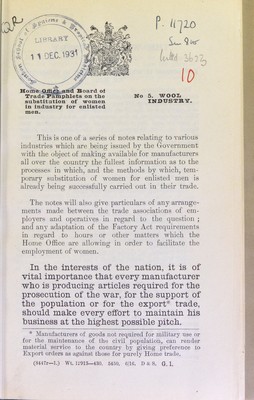 P. 11720
LIBRARY
11 DEC. 1931
10
Home Office and Board of
Trade Pamphlets on the
substitution of women
in industry for enlisted
men.
No 5. WOOL
INDUSTRY.
This is one of a series of notes relating to various
industries which are being issued by the Government
with the object of making available for manufacturers
all over the country the fullest information as to the
processes in which, and the methods by which, tem-
porary substitution of women for enlisted men is
already being successfully carried out in their trade.
The notes will also give particulars of any arrange-
ments made between the trade associations of em-
ployers and operatives in regard to the question ;
and any adaptation of the Factory Act requirements
in regard to hours or other matters which the
Home Office are allowing in order to facilitate the
employment of women.
In the interests of the nation, it is of
vital importance that every manufacturer
who is producing articles required for the
prosecution of the war, for the support of
the population or for the export* trade,
should make every effort to maintain his
business at the highest possible pitch.
* Manufacturers of goods not required for military use or
for the maintenance of the civil population, can render
material service to the country by giving preference to
Export orders as against those for purely Home trade.
D & S. G. 1.